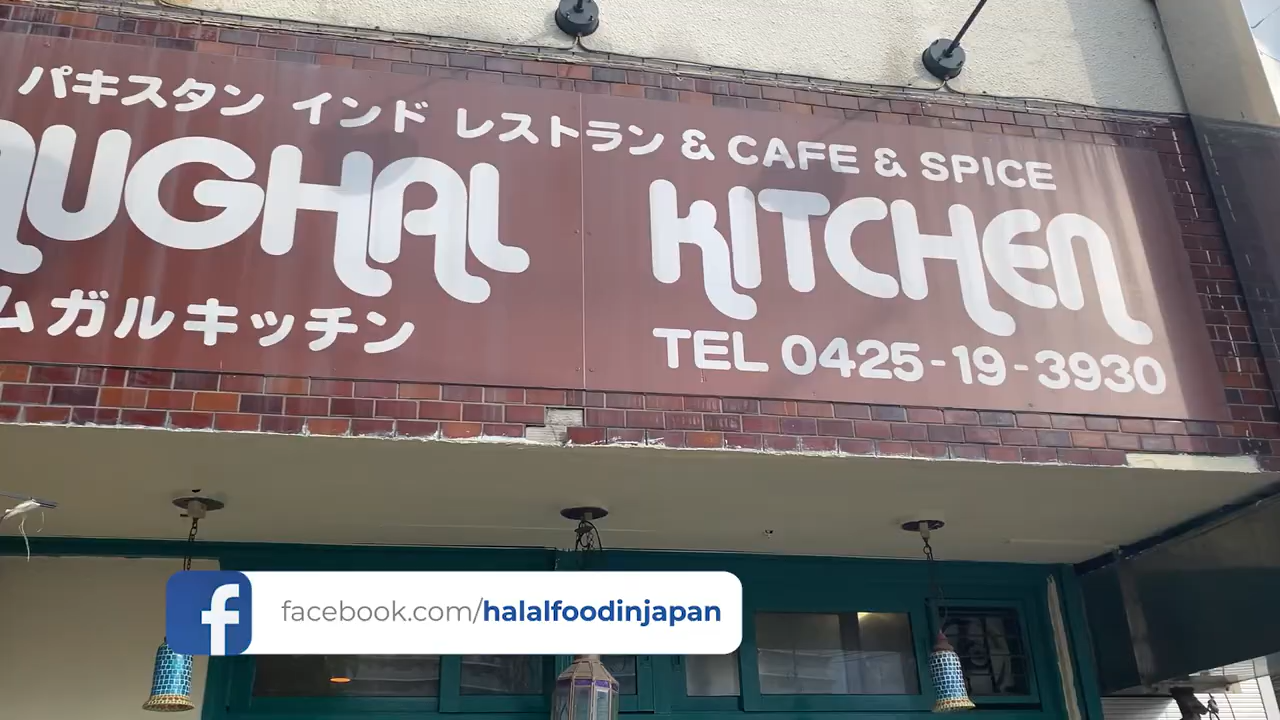 パキスタン インド レストラン & CAFE & SPICE
UGHAL KITCHEN
ムガルキッチン
TEL 0425-19-3930
facebook.com/halalfoodinjapan